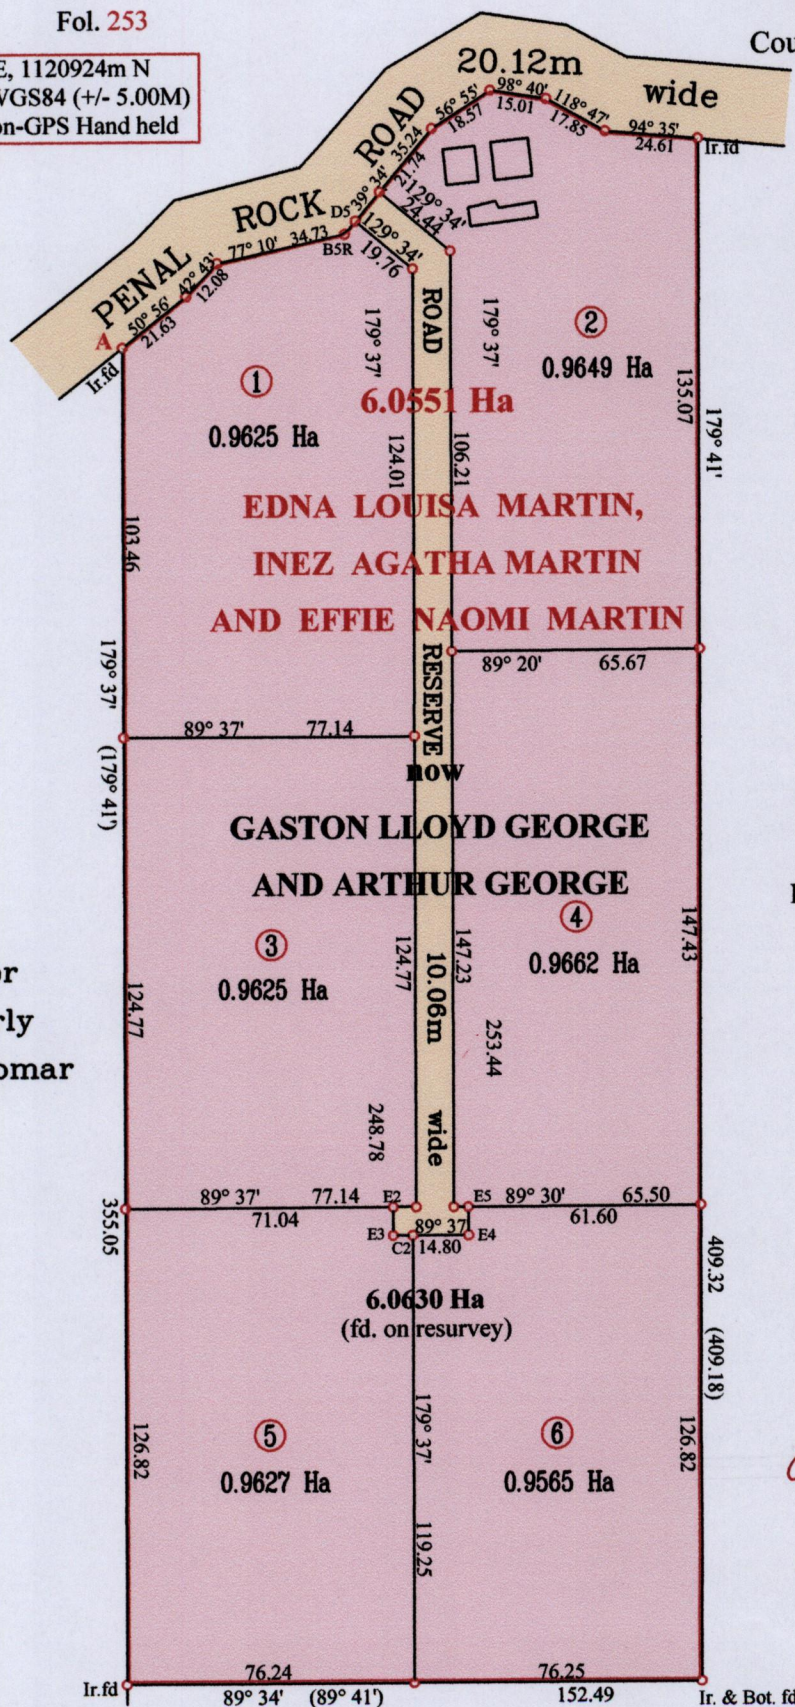 Fol. 253
E, 1120924m N
VGS84 (+/- 5.00M)
on-GPS Hand held
Cou
20.12m
wide
PENAL ROCK ROAD
56° 55'
18.57
98° 40'
15.01
118° 47'
17.85
94° 35'
24.61
Ir.fd
35.24
21.74
39° 34'
129° 34'
24.44
D5
129° 34'
19.76
B5R
77° 10' 34.73
42° 43'
12.08
50° 56'
21.63
A
Ir.fd
ROAD
179° 37'
179° 37'
1
0.9625 Ha
2
0.9649 Ha
6.0551 Ha
135.07
179° 41'
124.01
106.21
103.46
EDNA LOUISA MARTIN,
INEZ AGATHA MARTIN
AND EFFIE NAOMI MARTIN
RESERVE
89° 20' 65.67
179° 37'
(179° 41')
89° 37' 77.14
now
GASTON LLOYD GEORGE
AND ARTHUR GEORGE
3
0.9625 Ha
4
0.9662 Ha
147.43
124.77
147.23
10.06m
wide
253.44
248.78
124.77
or
rly
omar
89° 37' 77.14
71.04
E2
E5
89° 30' 65.50
61.60
355.05
E3
C2
89° 37
14.80
E4
409.32
(409.18)
6.0630 Ha
(fd. on resurvey)
179° 37'
119.25
5
0.9627 Ha
6
0.9565 Ha
126.82
126.82
76.24
76.25
Ir.fd
89° 34' (89° 41')
152.49
Ir. & Bot. fd